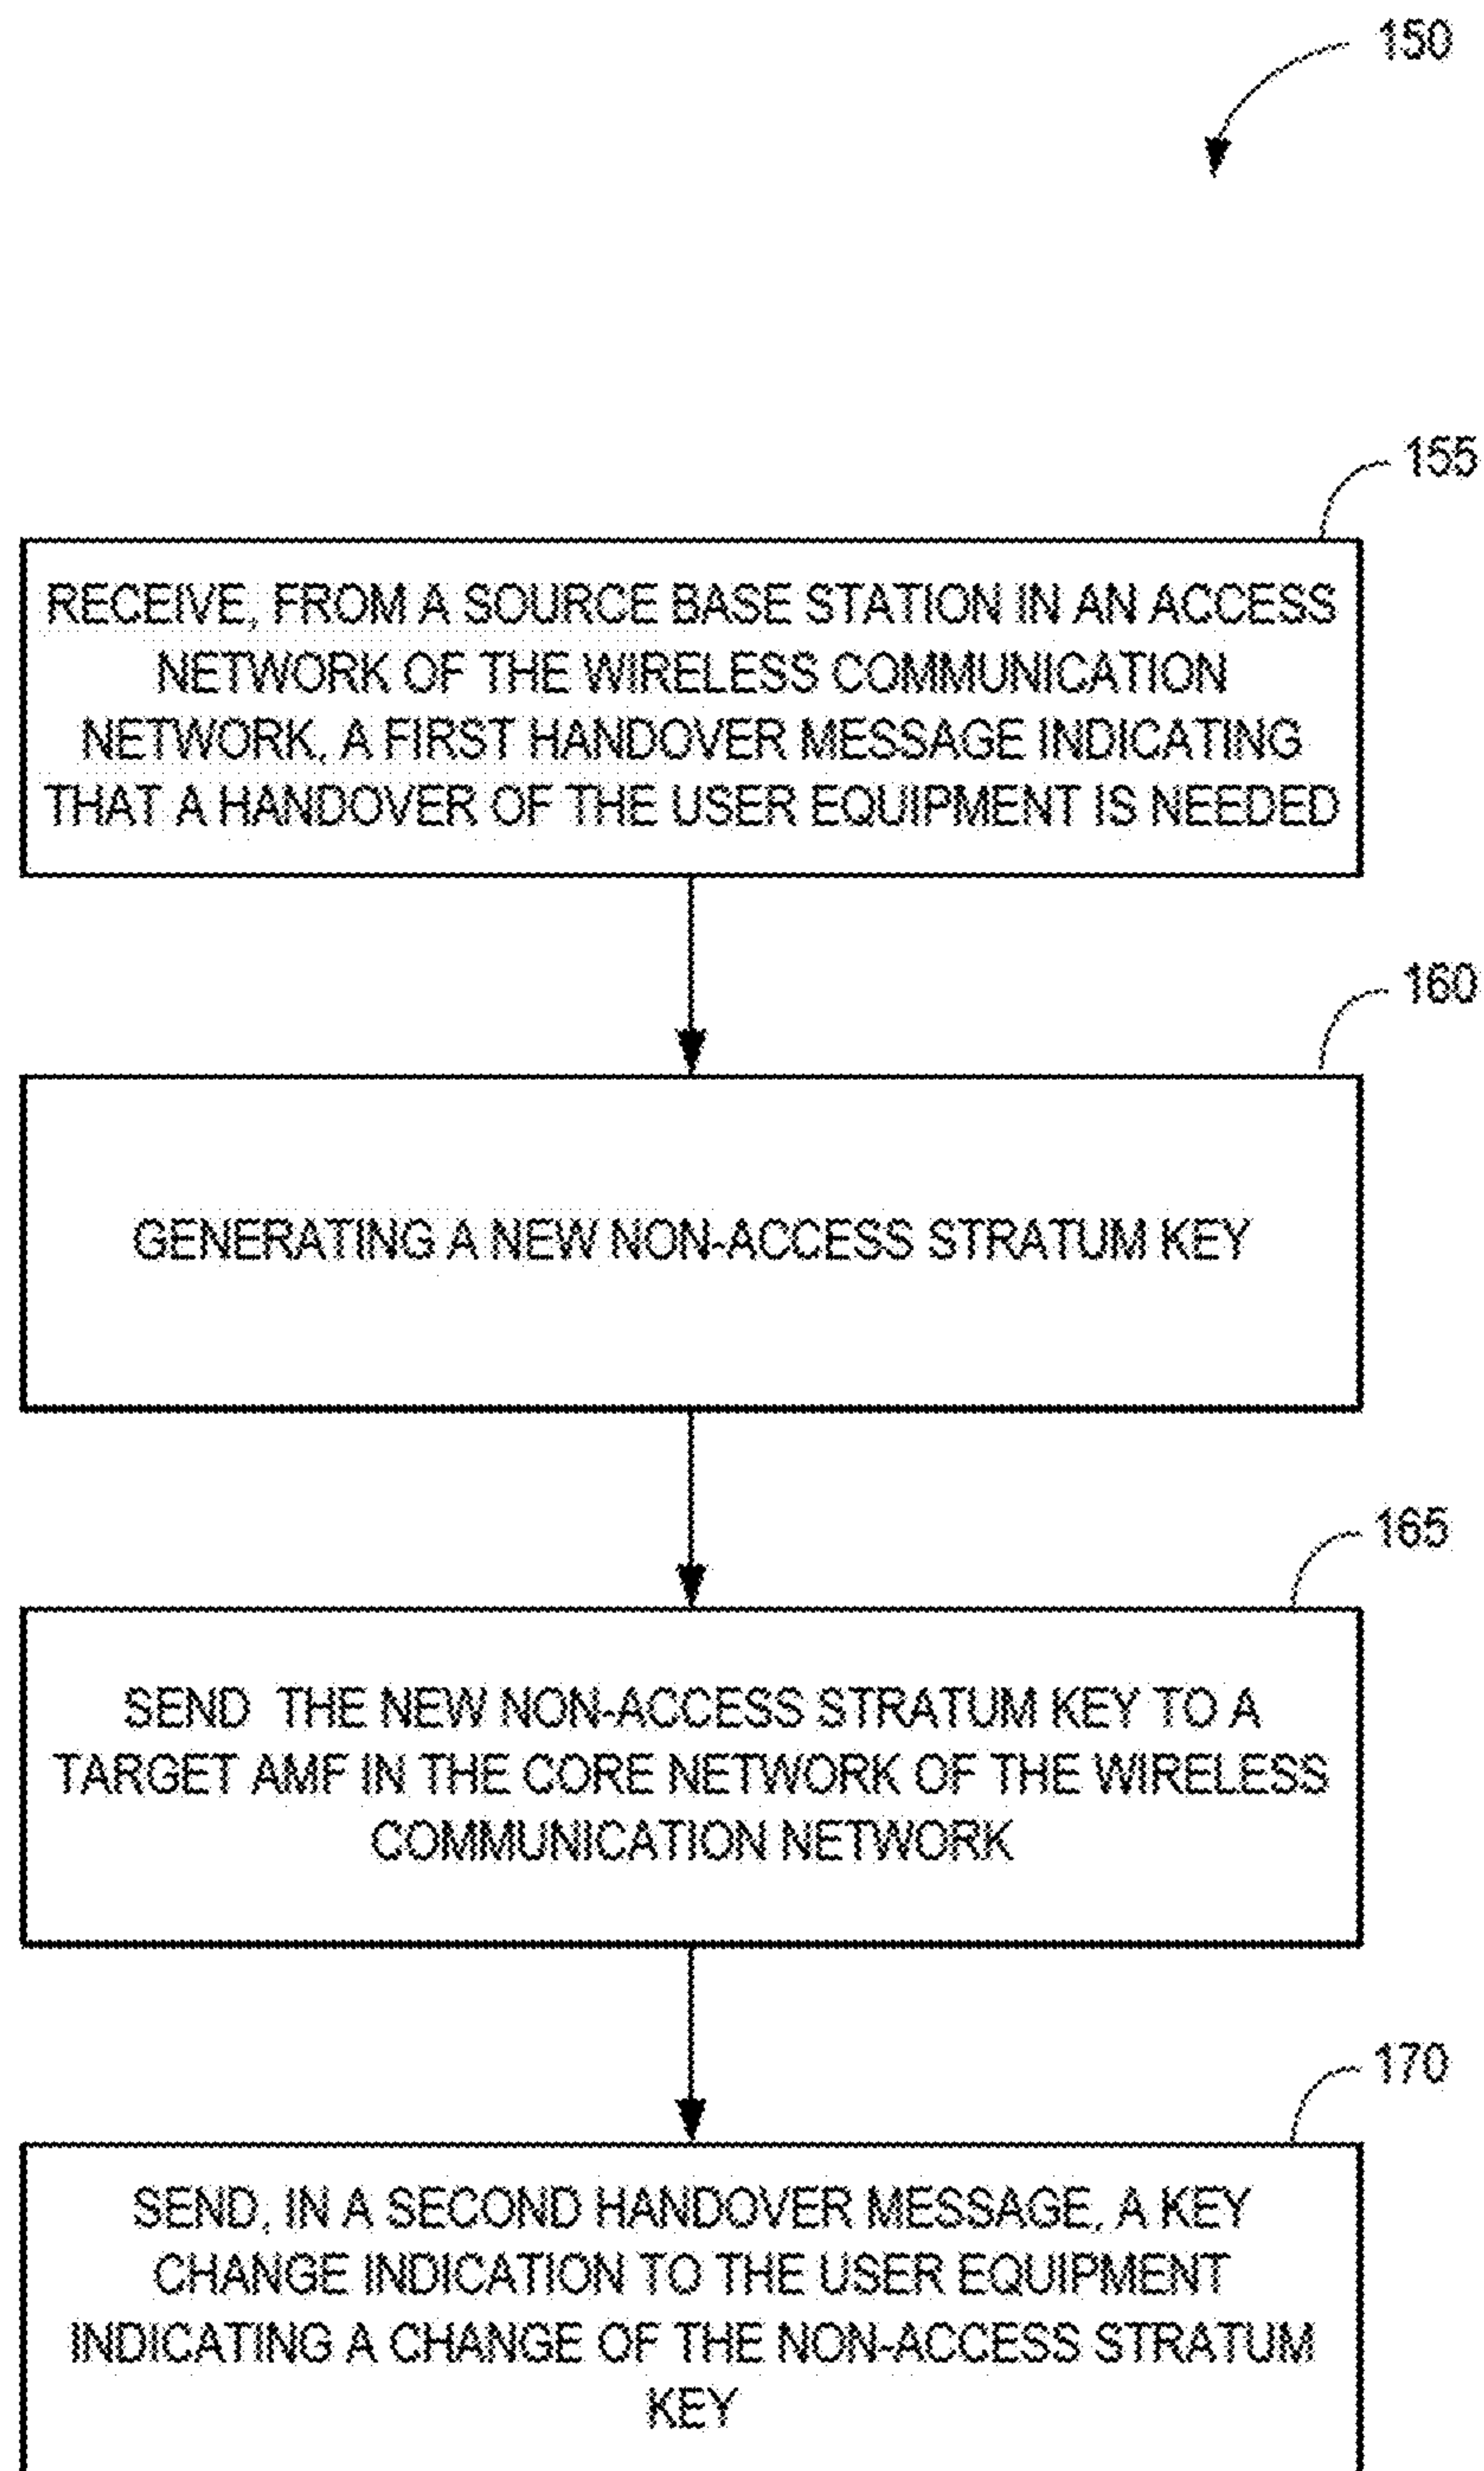 150
155
RECEIVE, FROM A SOURCE BASE STATION IN AN ACCESS
NETWORK OF THE WIRELESS COMMUNICATION
NETWORK, A FIRST HANDOVER MESSAGE INDICATING
THAT A HANDOVER OF THE USER EQUIPMENT IS NEEDED
160
GENERATING A NEW NON-ACCESS STRATUM KEY
165
SEND THE NEW NON-ACCESS STRATUM KEY TO A
TARGET AMF IN THE CORE NETWORK OF THE WIRELESS
COMMUNICATION NETWORK
170
SEND, IN A SECOND HANDOVER MESSAGE, A KEY
CHANGE INDICATION TO THE USER EQUIPMENT
INDICATING A CHANGE OF THE NON-ACCESS STRATUM
KEY